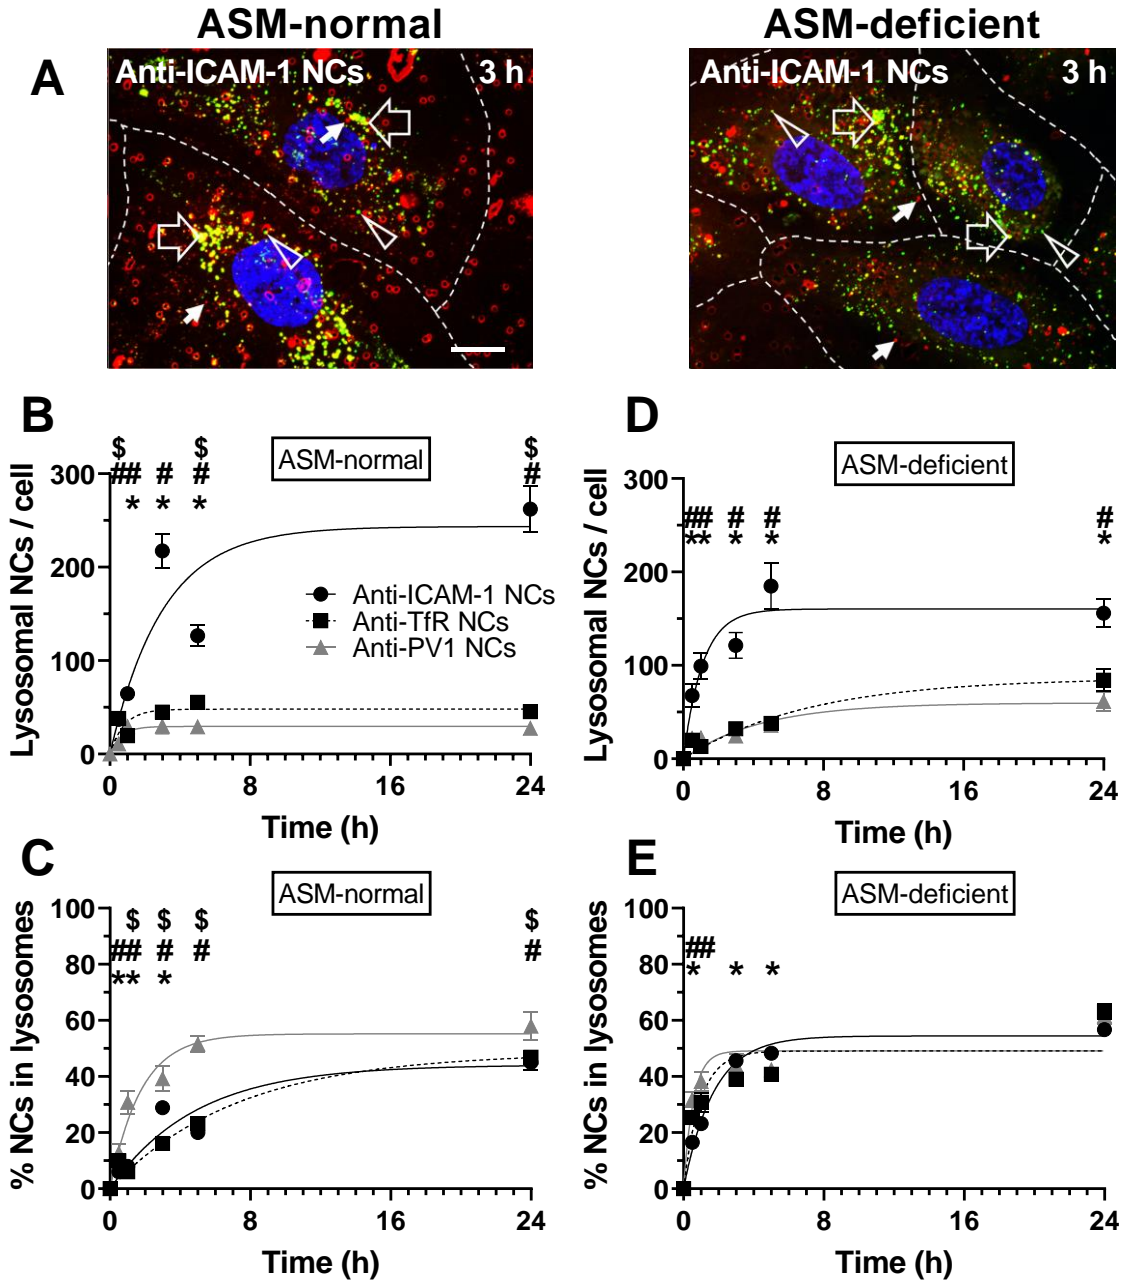 ASM-normal
ASM-deficient
A
Anti-ICAM-1 NCs
3 h
Anti-ICAM-1 NCs
3 h
B
ASM-normal
$ $ $
## # # #
* * *
Lysosomal NCs / cell
300
200
100
0
Anti-ICAM-1 NCs
Anti-TfR NCs
Anti-PV1 NCs
0 8 16 24
Time (h)
D
ASM-deficient
## # # #
** * * *
Lysosomal NCs / cell
300
200
100
0
0 8 16 24
Time (h)
C
ASM-normal
$ $ $ $
## # # #
** *
% NCs in lysosomes
100
80
60
40
20
0
0 8 16 24
Time (h)
E
ASM-deficient
##
* * *
% NCs in lysosomes
100
80
60
40
20
0
0 8 16 24
Time (h)